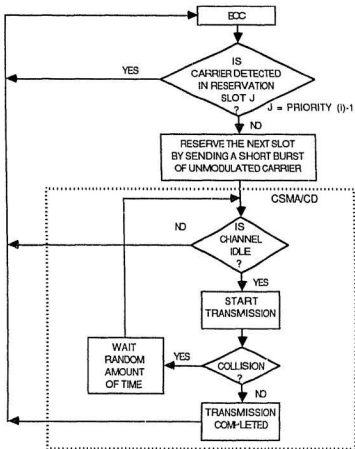 EOC
IS
CARRIER DETECTED
IN RESERVATION
SLOT J
?
YES
J = PRIORITY (I)-1
NO
RESERVE THE NEXT SLOT
BY SENDING A SHORT BURST
OF UNMODULATED CARRIER
CSMA/CD
IS
CHANNEL
IDLE
?
NO
YES
START
TRANSMISSION
WAIT
RANDOM
AMOUNT
OF TIME
YES
COLLISION
?
NO
TRANSMISSION
COMPLETED